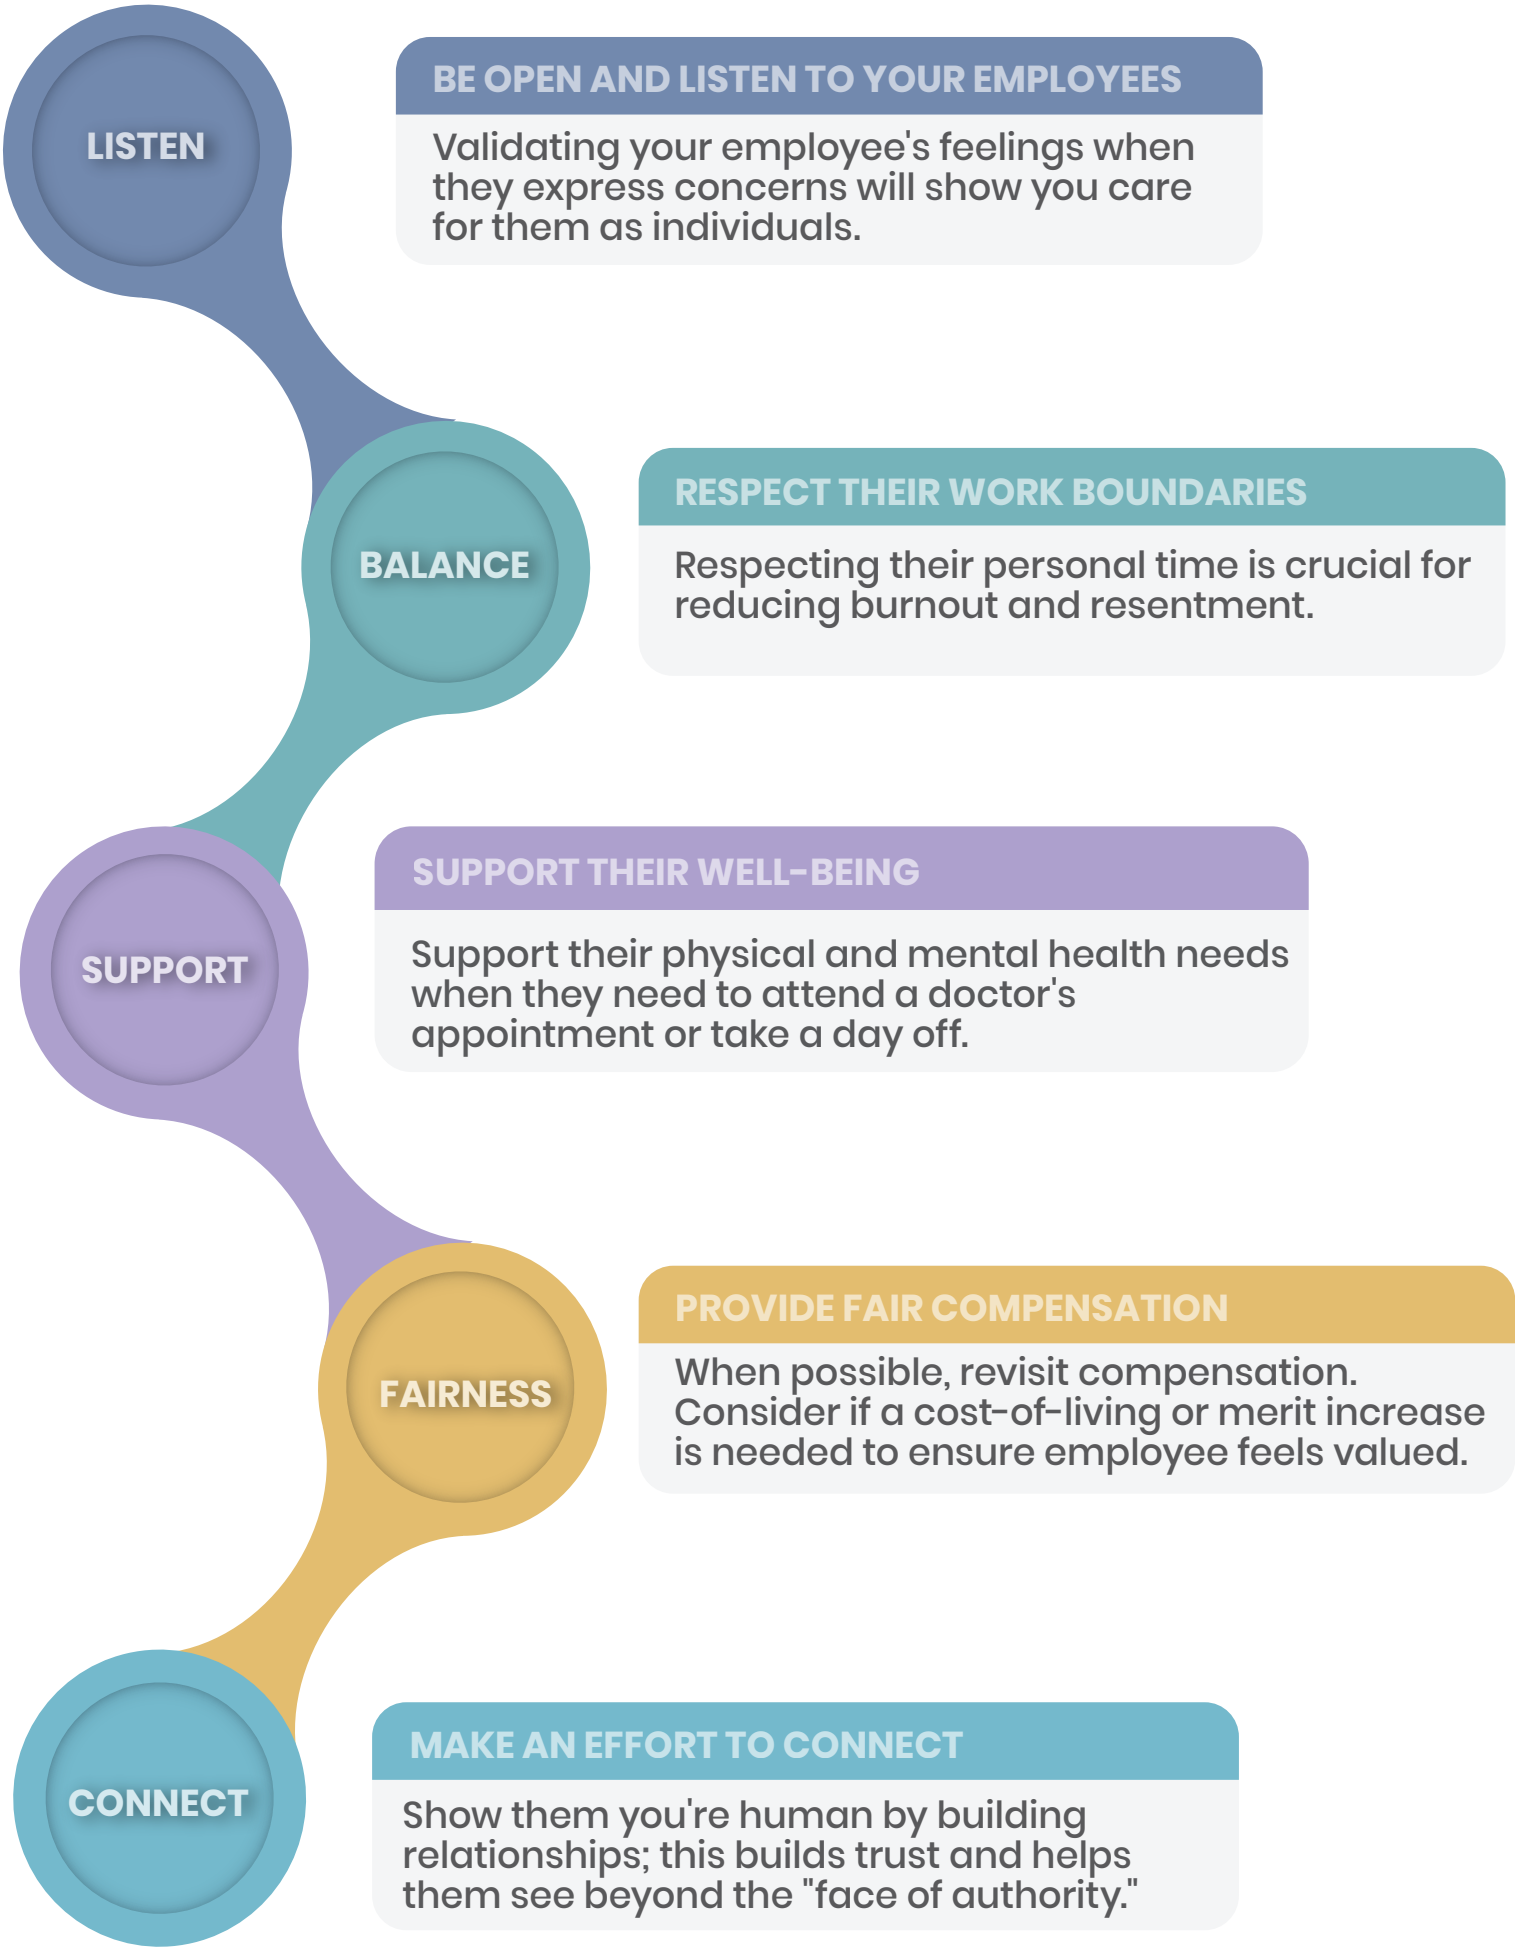 LISTEN
BE OPEN AND LISTEN TO YOUR EMPLOYEES
Validating your employee's feelings when
they express concerns will show you care
for them as individuals.
BALANCE
RESPECT THEIR WORK BOUNDARIES
Respecting their personal time is crucial for
reducing burnout and resentment.
SUPPORT
SUPPORT THEIR WELL-BEING
Support their physical and mental health needs
when they need to attend a doctor's
appointment or take a day off.
FAIRNESS
PROVIDE FAIR COMPENSATION
When possible, revisit compensation.
Consider if a cost-of-living or merit increase
is needed to ensure employee feels valued.
CONNECT
MAKE AN EFFORT TO CONNECT
Show them you're human by building
relationships; this builds trust and helps
them see beyond the "face of authority."